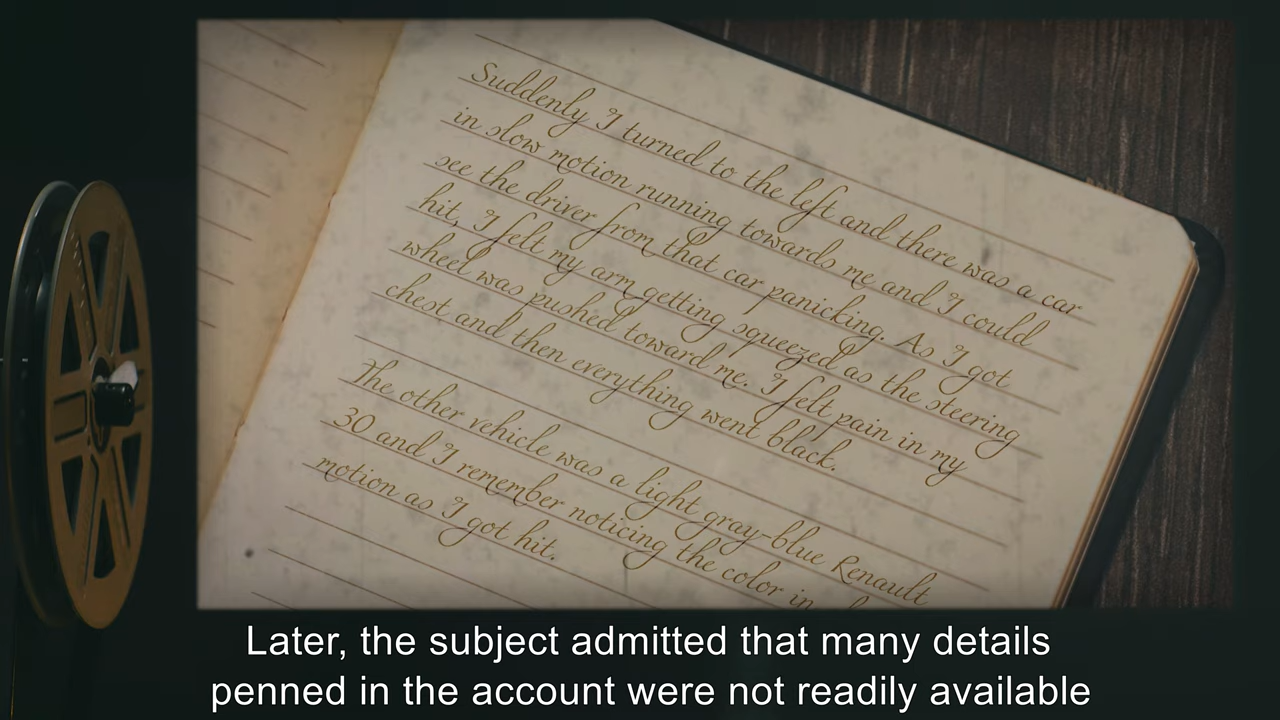 Suddenly I turned to the left and there was a car
in slow motion running towards me and I could
see the driver from that car panicking. As I got
hit, I felt my arm getting squeezed as the steering
wheel was pushed toward me. I felt pain in my
chest and then everything went black.
The other vehicle was a light gray-blue Renault
30 and I remember noticing the color in
motion as I got hit.
Later, the subject admitted that many details
penned in the account were not readily available